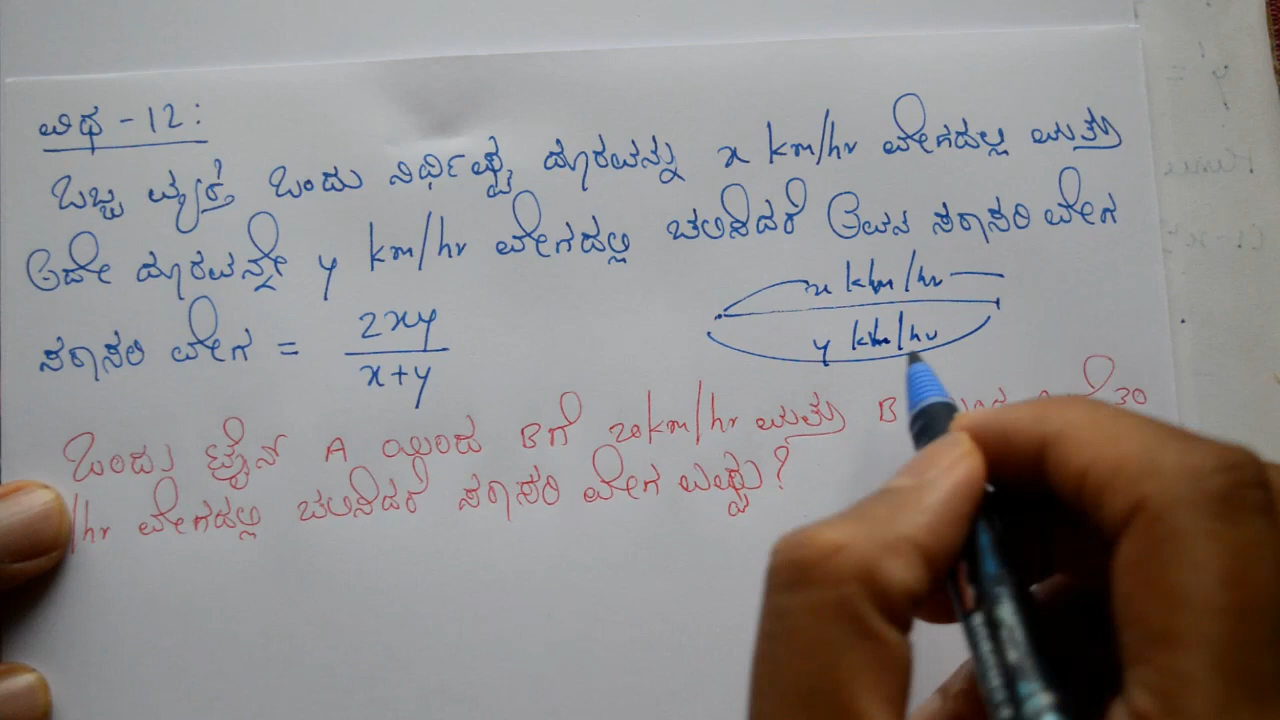 ವಿಧ - 12:
ಒಬ್ಬ ವ್ಯಕ್ತಿ ಒಂದು ನಿರ್ಧಿಷ್ಟ ದೂರವನ್ನು x km/hr ವೇಗದಲ್ಲಿ ಮತ್ತು
ಅದೇ ದೂರವನ್ನೇ y km/hr ವೇಗದಲ್ಲಿ ಚಲಿಸಿದರೆ ಅವನ ಸರಾಸರಿ ವೇಗ
x km/hr
y km/hr
ಸರಾಸರಿ ವೇಗ = 2xy / x+y
ಒಂದು ಟ್ರೈನ್ A ಯಿಂದ B ಗೆ 20km/hr ಮತ್ತು B 30
/hr ವೇಗದಲ್ಲಿ ಚಲಿಸಿದರೆ ಸರಾಸರಿ ವೇಗ ಎಷ್ಟು?
y' =